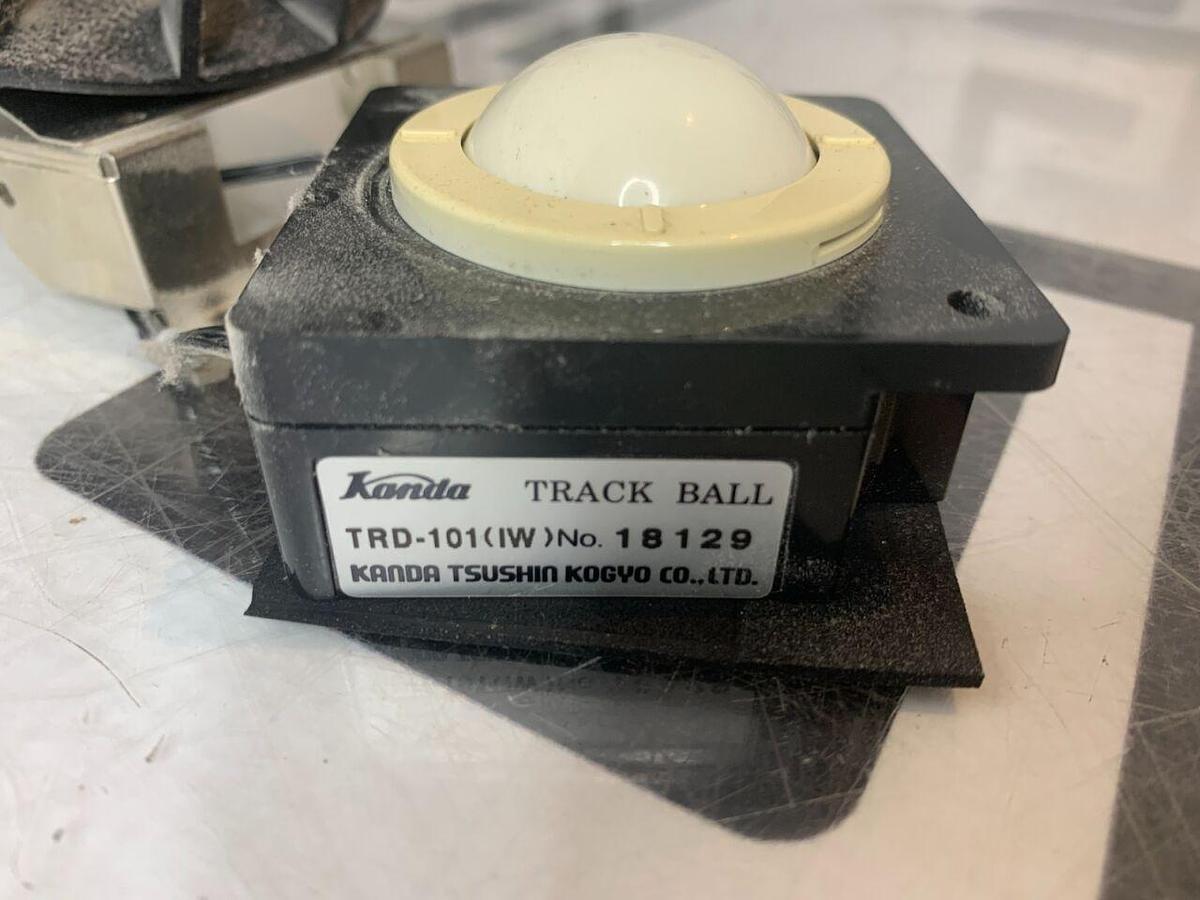 Kanda TRACK BALL
TRD-101(IW)No. 18129
KANDA TSUSHIN KOGYO CO., LTD.